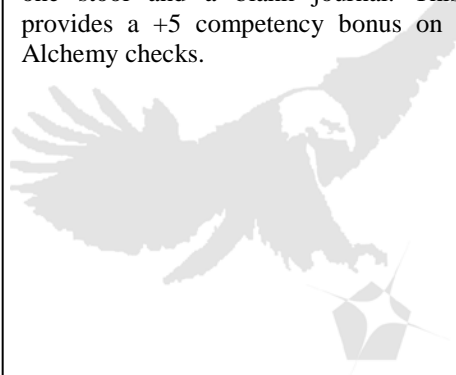 one stool and a blank journal. This
provides a +5 competency bonus on
Alchemy checks.